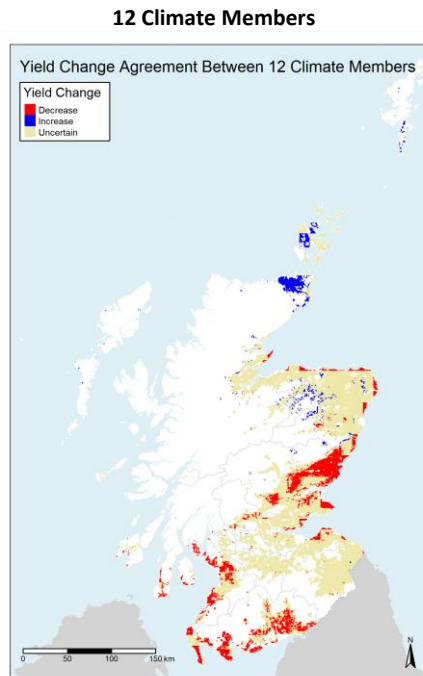 12 Climate Members
Yield Change Agreement Between 12 Climate Members
Yield Change
Decrease
Increase
Uncertain
0 50 100 150 km
N